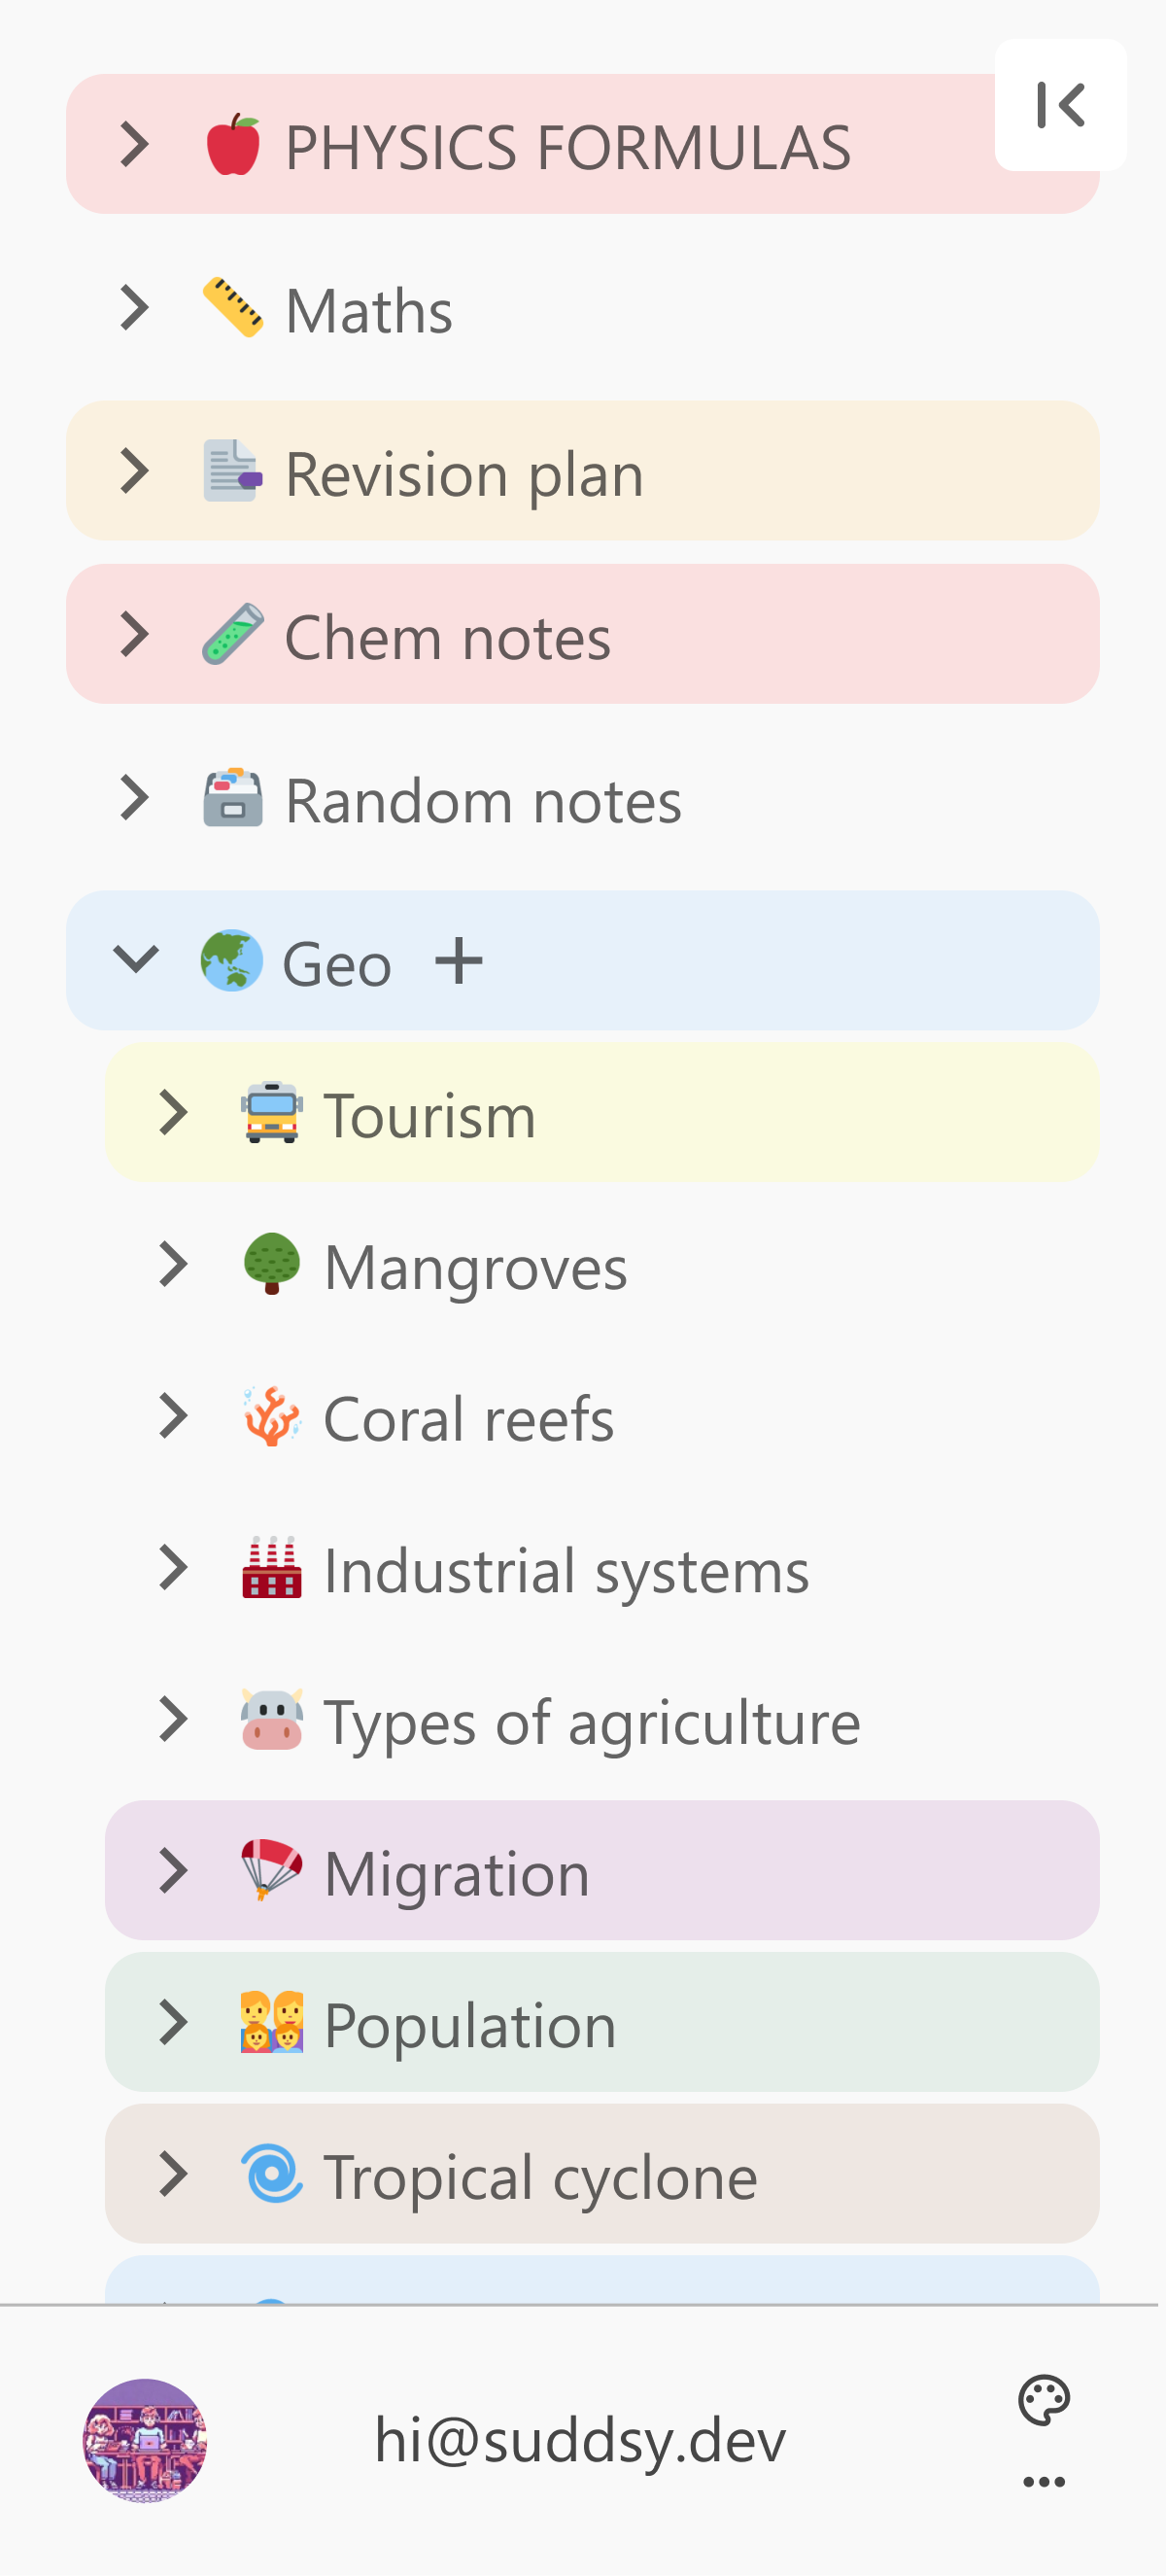 PHYSICS FORMULAS
Maths
Revision plan
Chem notes
Random notes
Geo
Tourism
Mangroves
Coral reefs
Industrial systems
Types of agriculture
Migration
Population
Tropical cyclone
hi@suddsy.dev